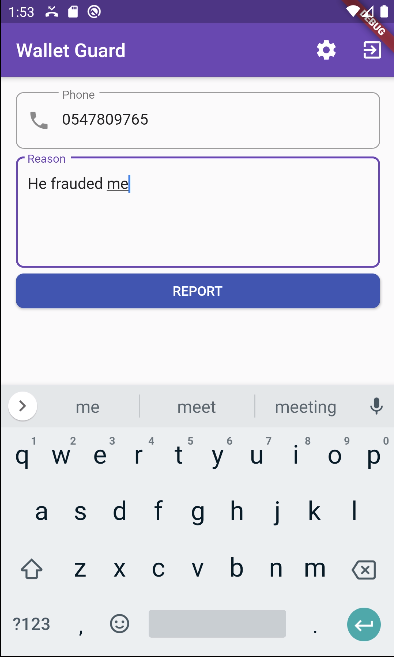 1:53
DEBUG
Wallet Guard
Phone
0547809765
Reason
He frauded me
REPORT
me meet meeting
1 2 3 4 5 6 7 8 9 0
q w e r t y u i o p
a s d f g h j k l
z x c v b n m
?123 , .